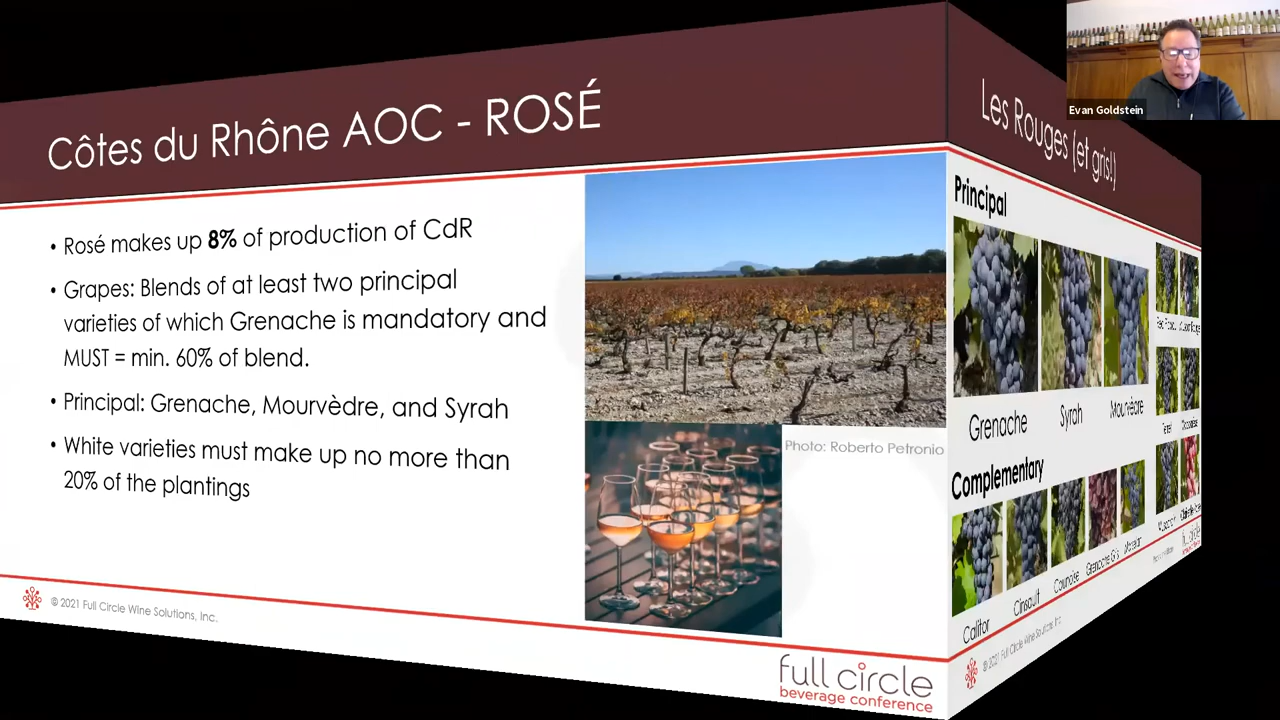 Côtes du Rhône AOC - ROSÉ
• Rosé makes up 8% of production of CdR
• Grapes: Blends of at least two principal
varieties of which Grenache is mandatory and
MUST = min. 60% of blend.
• Principal: Grenache, Mourvèdre, and Syrah
• White varieties must make up no more than
20% of the plantings
Photo: Roberto Petronio
© 2021 Full Circle Wine Solutions, Inc.
full circle
beverage conference
Evan Goldstein
Les Rouges (et gris!)
Principal
Grenache
Syrah
Mourvèdre
Complementary
Calitor
Cinsault
Counoise
Grenache Gris
Marselan
© 2021 Full Circle Wine Solutions, Inc.
full circle